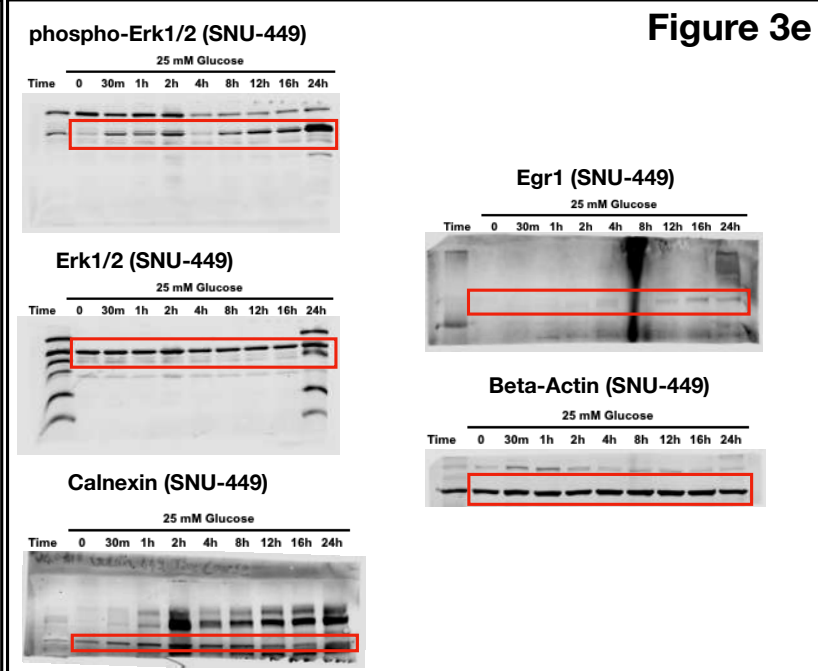 Figure 3e
phospho-Erk1/2 (SNU-449)
25 mM Glucose
Time 0 30m 1h 2h 4h 8h 12h 16h 24h
Erk1/2 (SNU-449)
25 mM Glucose
Time 0 30m 1h 2h 4h 8h 12h 16h 24h
Calnexin (SNU-449)
25 mM Glucose
Time 0 30m 1h 2h 4h 8h 12h 16h 24h
Egr1 (SNU-449)
25 mM Glucose
Time 0 30m 1h 2h 4h 8h 12h 16h 24h
Beta-Actin (SNU-449)
25 mM Glucose
Time 0 30m 1h 2h 4h 8h 12h 16h 24h